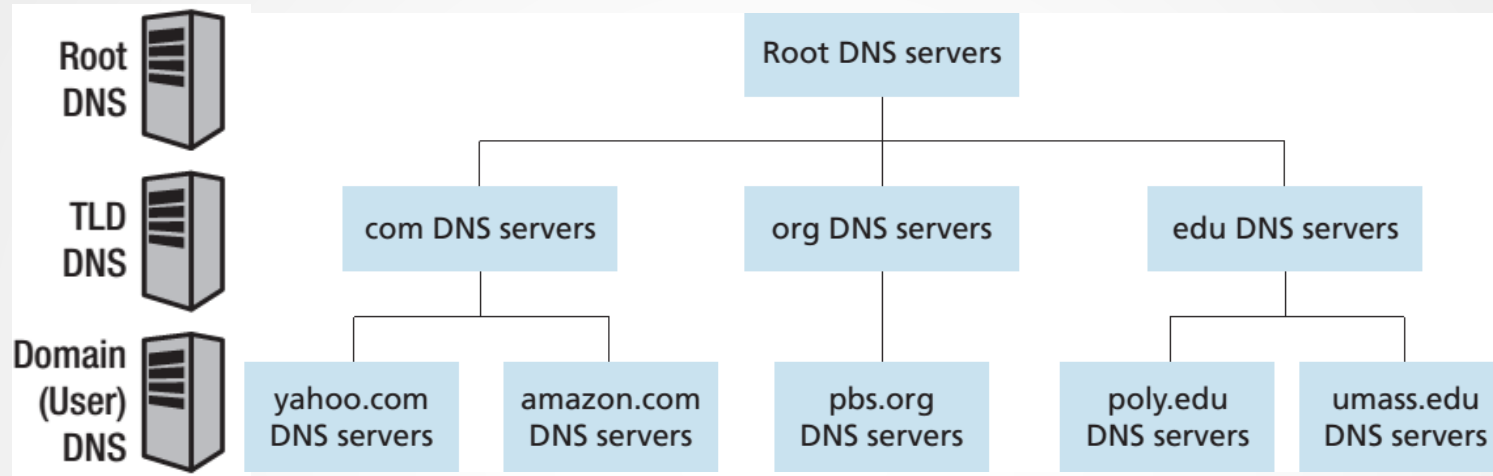 Root
DNS
Root DNS servers
TLD
DNS
com DNS servers
org DNS servers
edu DNS servers
Domain
(User)
DNS
yahoo.com
DNS servers
amazon.com
DNS servers
pbs.org
DNS servers
poly.edu
DNS servers
umass.edu
DNS servers